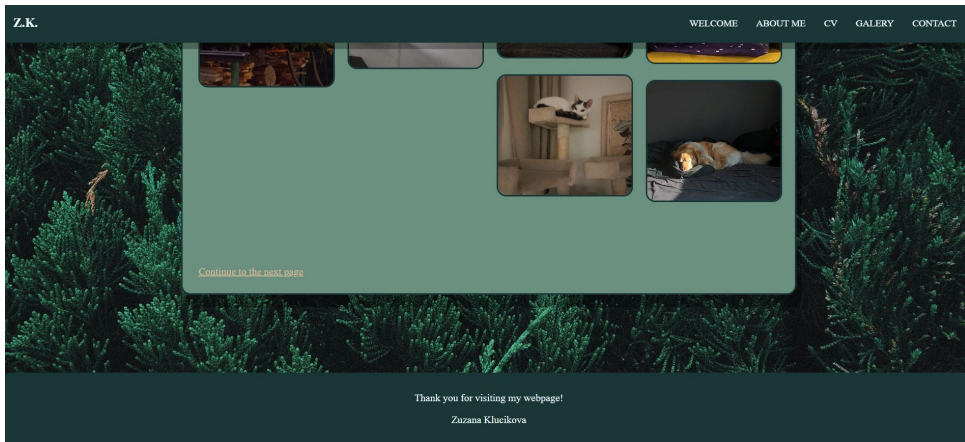 Z.K.
WELCOME ABOUT ME CV GALERY CONTACT
Continue to the next page
Thank you for visiting my webpage!
Zuzana Klucikova